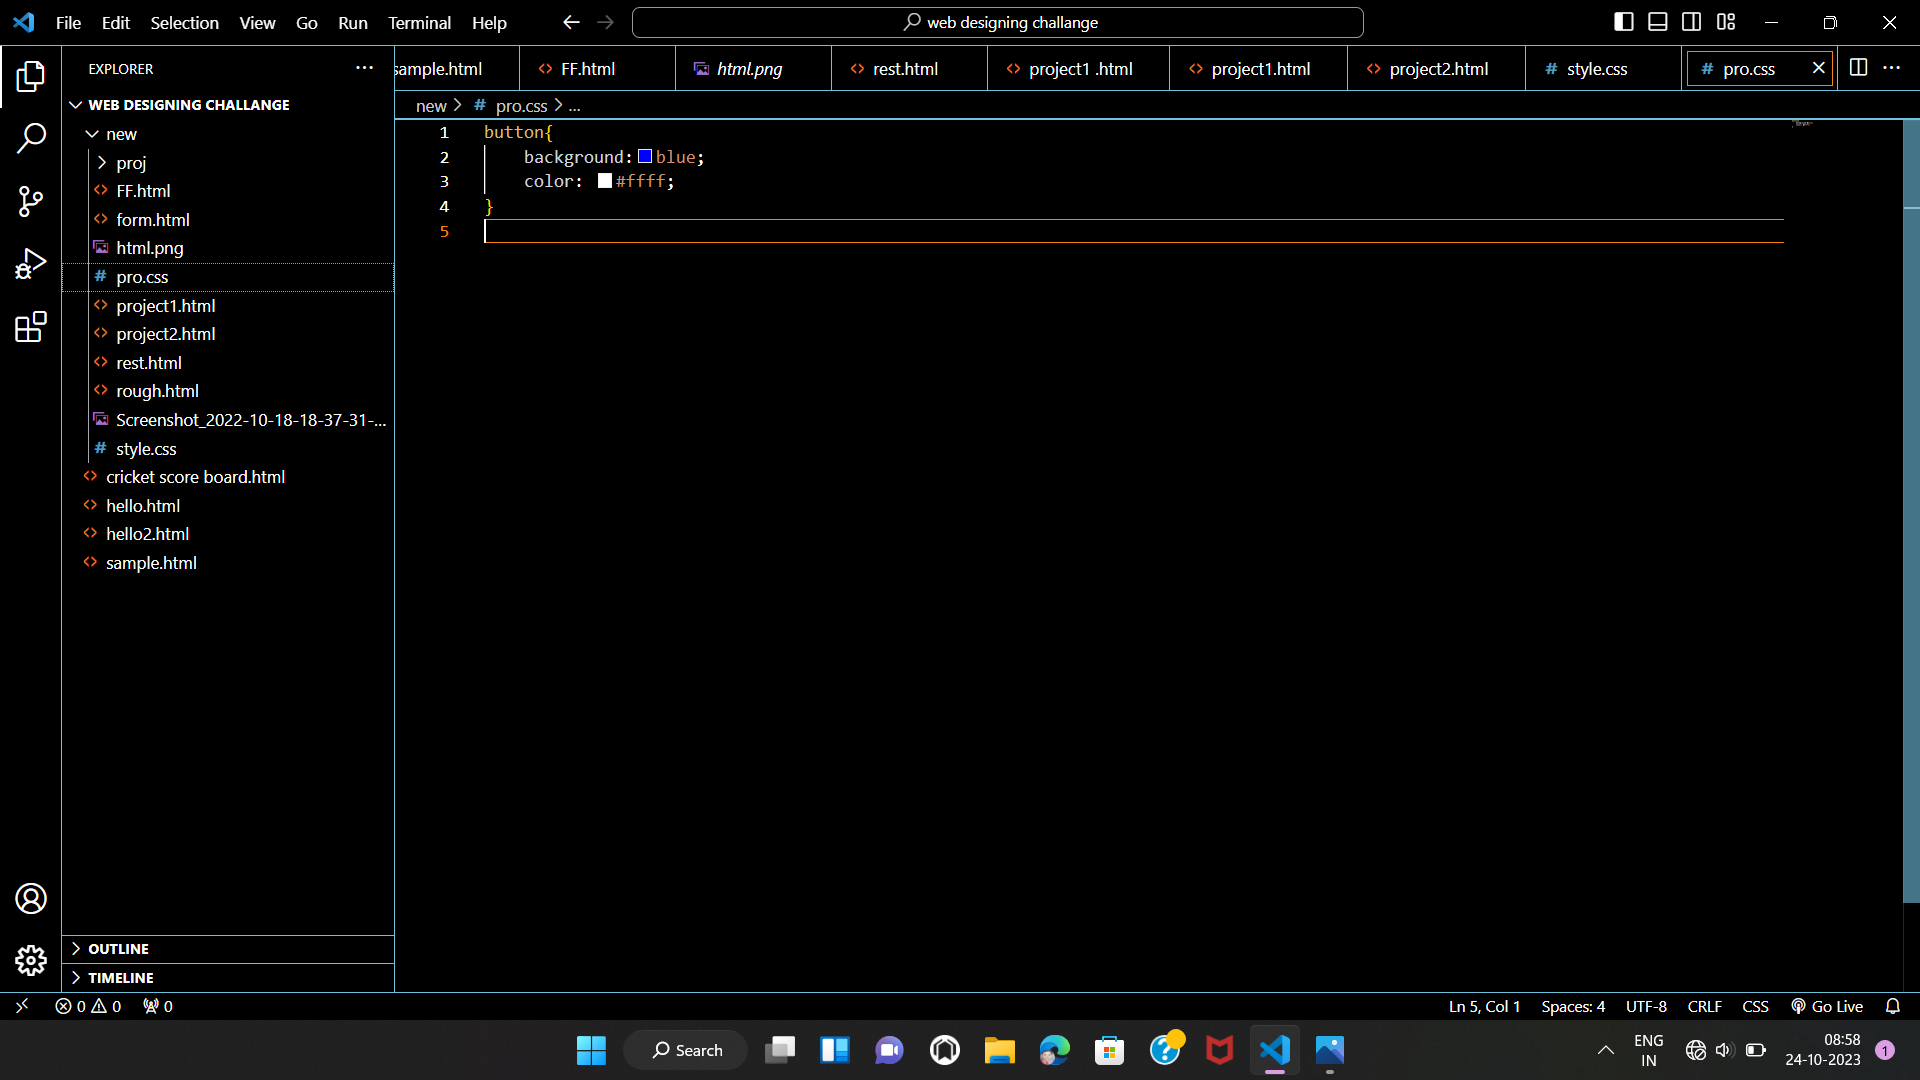 File Edit Selection View Go Run Terminal Help
web designing challange
EXPLORER
sample.html FF.html html.png rest.html project1 .html project1.html project2.html # style.css # pro.css
WEB DESIGNING CHALLANGE
new > # pro.css > ...
new
proj
FF.html
form.html
html.png
# pro.css
project1.html
project2.html
rest.html
rough.html
Screenshot_2022-10-18-18-37-31-...
# style.css
cricket score board.html
hello.html
hello2.html
sample.html
1 button{
2 background: blue;
3 color: #ffff;
4 }
5
OUTLINE
TIMELINE
0 0 0
Ln 5, Col 1 Spaces: 4 UTF-8 CRLF CSS Go Live
Search
ENG
IN
08:58
24-10-2023
1